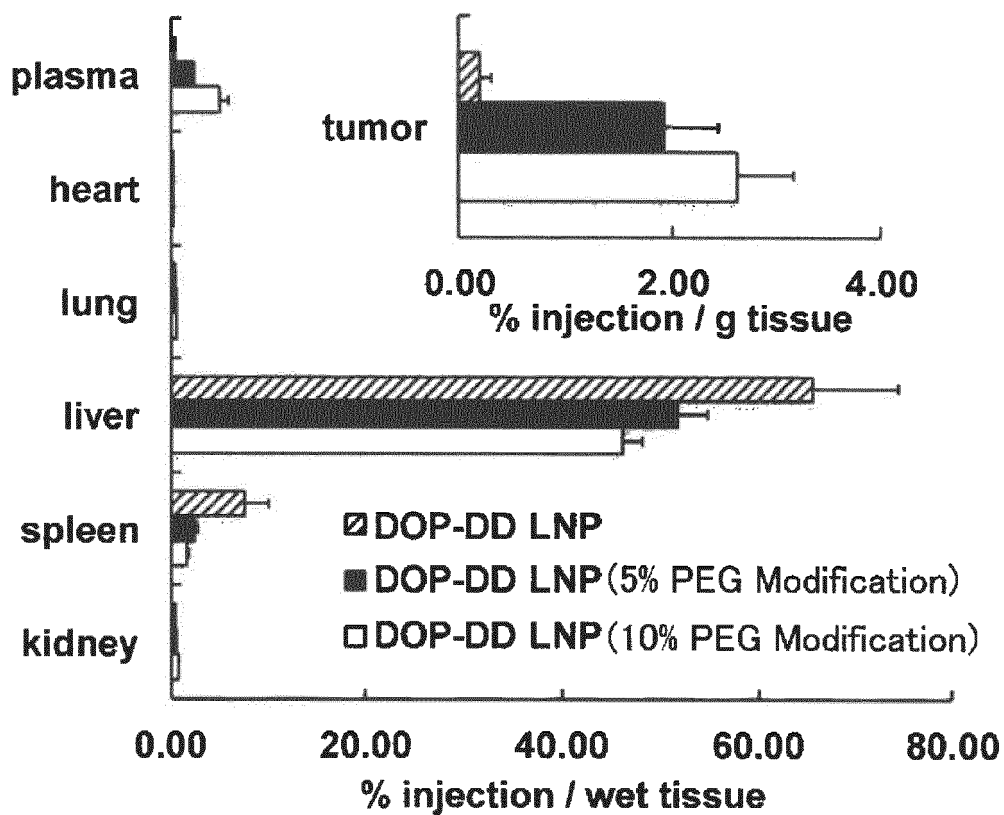 plasma
heart
lung
liver
spleen
kidney
0.00 20.00 40.00 60.00 80.00
% injection / wet tissue
tumor
0.00 2.00 4.00
% injection / g tissue
DOP-DD LNP
DOP-DD LNP(5% PEG Modification)
DOP-DD LNP(10% PEG Modification)